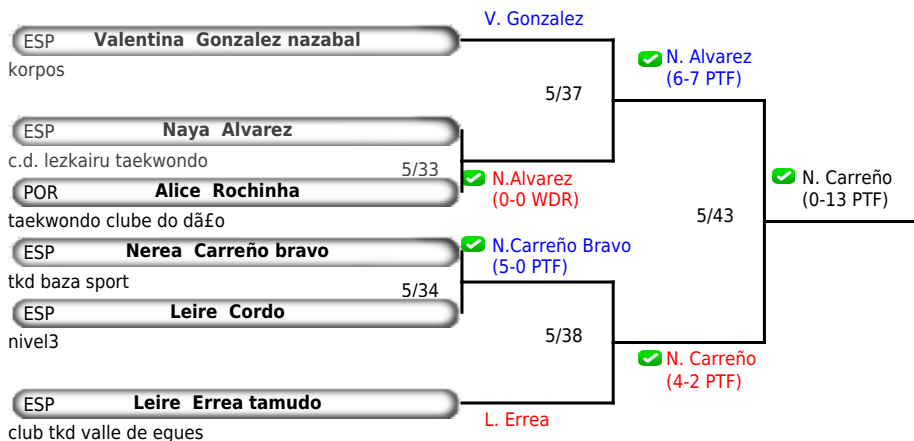 V. Gonzalez
ESP Valentina Gonzalez nazabal
korpos
N. Alvarez
(6-7 PTF)
5/37
ESP Naya Alvarez
c.d. lezkairu taekwondo
5/33
POR Alice Rochinha
N.Alvarez
(0-0 WDR)
taekwondo clube do dã£o
N. Carreño
(0-13 PTF)
5/43
ESP Nerea Carreño bravo
N.Carreño Bravo
(5-0 PTF)
tkd baza sport
5/34
ESP Leire Cordo
nivel3
5/38
N. Carreño
(4-2 PTF)
ESP Leire Errea tamudo
L. Errea
club tkd valle de egues